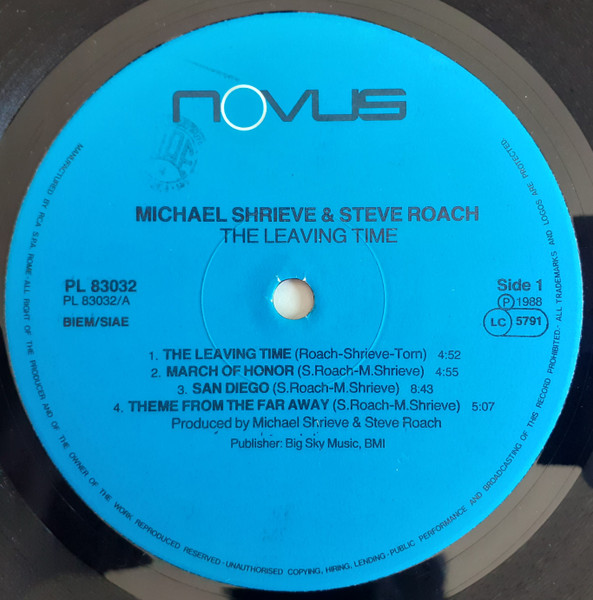 novus
MICHAEL SHRIEVE & STEVE ROACH
THE LEAVING TIME
PL 83032
PL 83032/A
BIEM/SIAE
Side 1
P 1988
LC 5791
1. THE LEAVING TIME (Roach-Shrieve-Torn) 4:52
2. MARCH OF HONOR (S.Roach-M.Shrieve) 4:55
3. SAN DIEGO (S.Roach-M.Shrieve) 8:43
4. THEME FROM THE FAR AWAY (S.Roach-M.Shrieve) 5:07
Produced by Michael Shrieve & Steve Roach
Publisher: Big Sky Music, BMI
MANUFACTURED BY RCA S.P.A. ROME·ALL RIGHT OF THE PRODUCER AND OF THE OWNER OF THE WORK REPRODUCED RESERVED·UNAUTHORISED COPYING, HIRING, LENDING·PUBLIC PERFORMANCE AND BROADCASTING OF THIS RECORD PROHIBITED·ALL TRADEMARKS AND LOGOS ARE PROTECTED